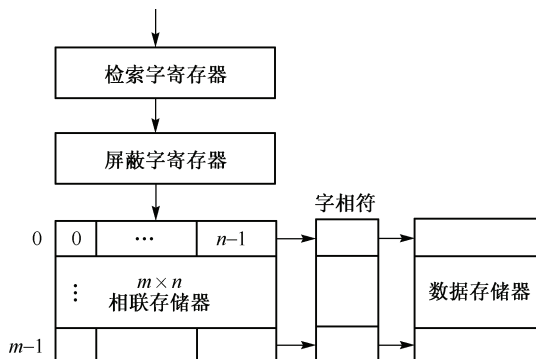 检索字寄存器
屏蔽字寄存器
字相符
0 0 ··· n–1
⋮ m×n
相联存储器
数据存储器
m–1